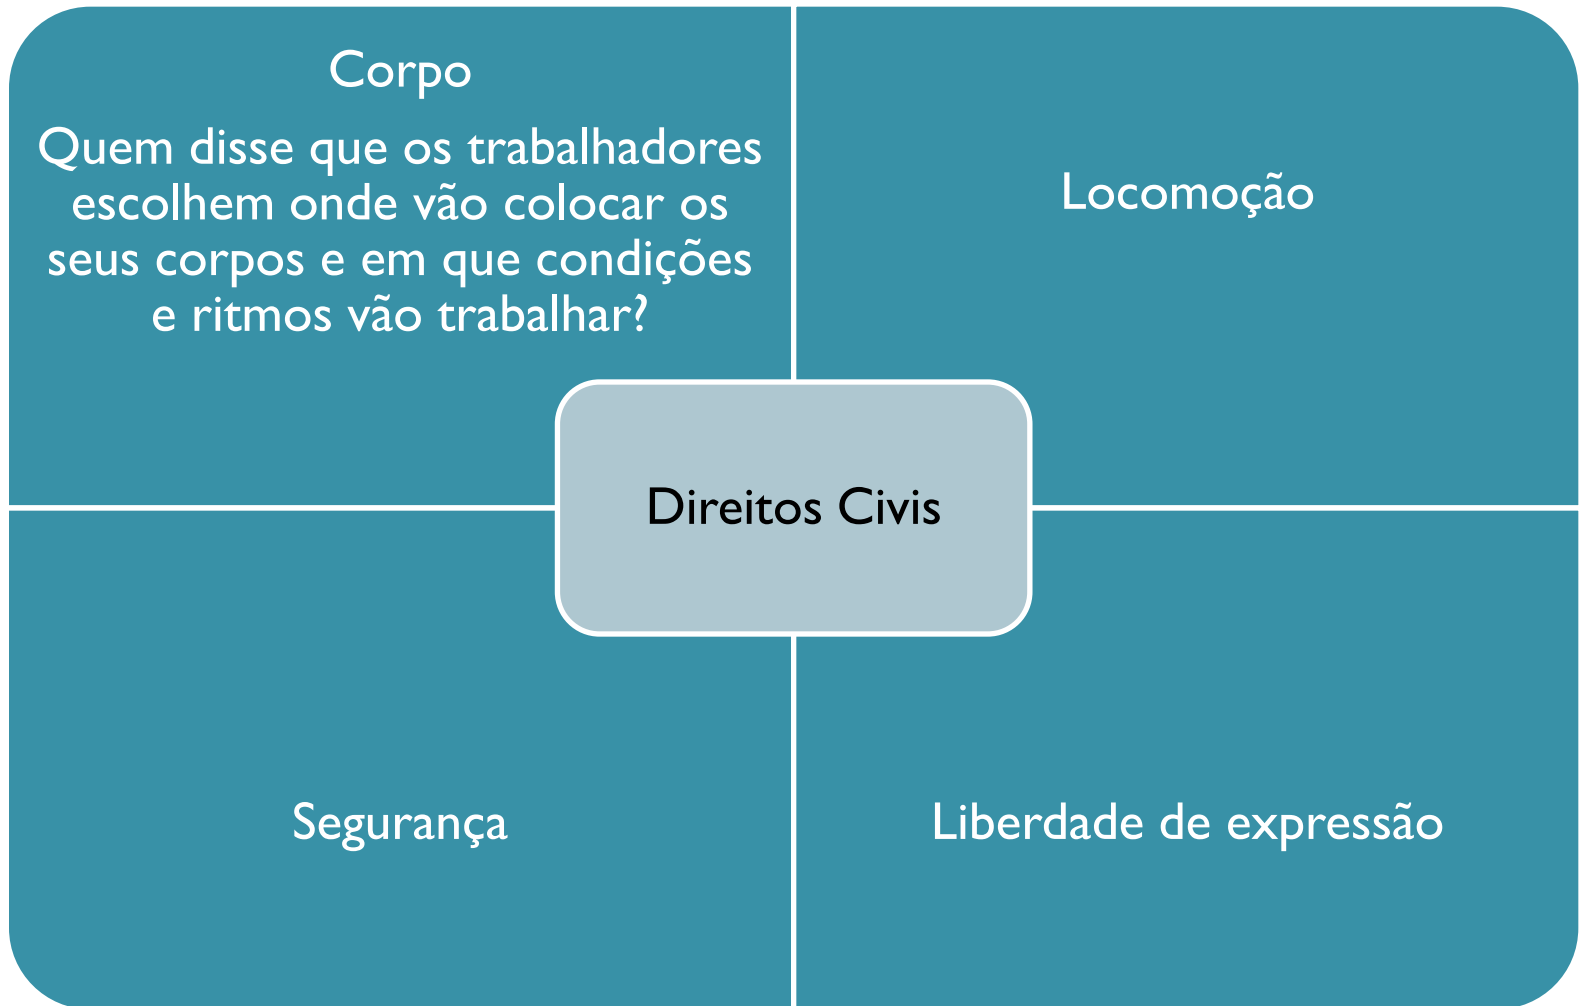 Corpo
Quem disse que os trabalhadores
escolhem onde vão colocar os
seus corpos e em que condições
e ritmos vão trabalhar?
Locomoção
Direitos Civis
Segurança
Liberdade de expressão